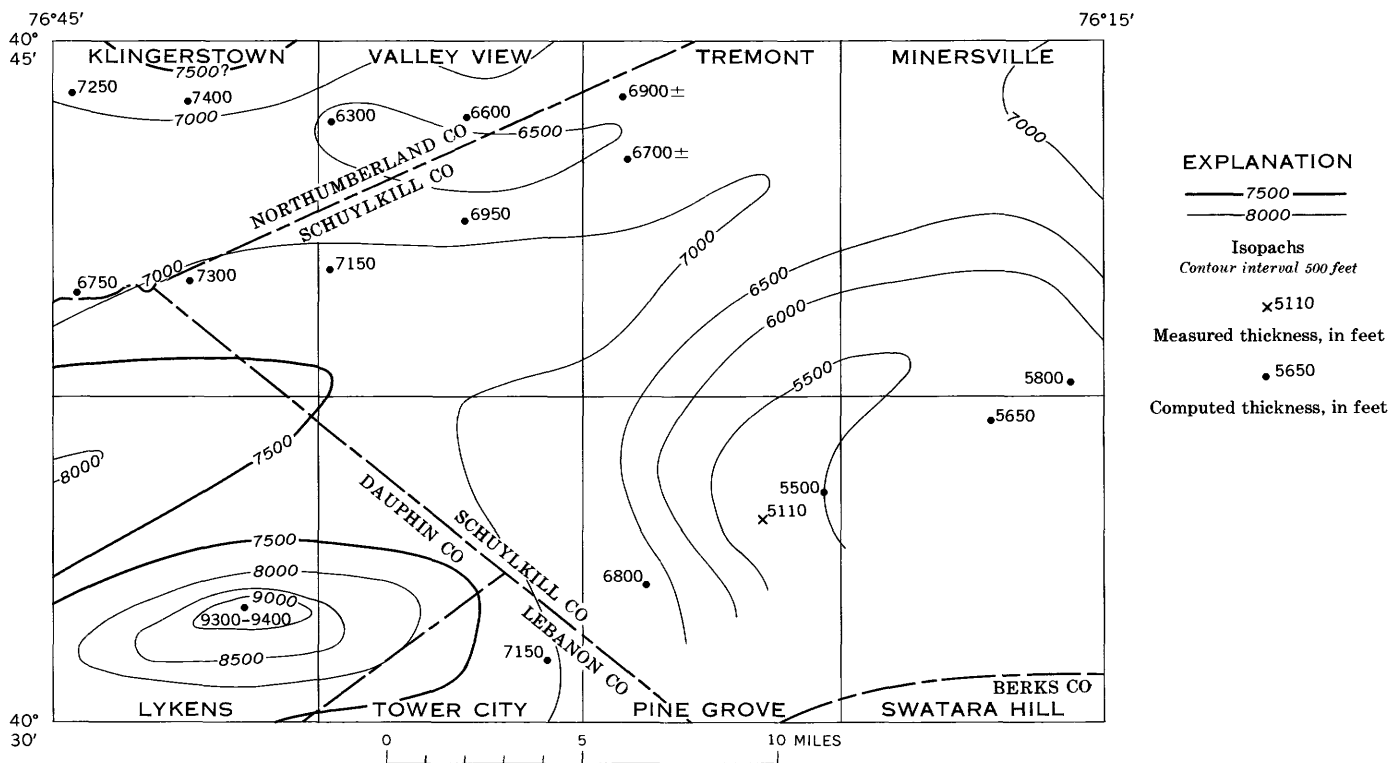 76°45′
76°15′
40°
45′
KLINGERSTOWN
VALLEY VIEW
TREMONT
MINERSVILLE
7500?
7250
7400
7000
6300
6600
6500
6900±
6700±
7000
NORTHUMBERLAND CO
SCHUYLKILL CO
6950
7000
7000
6750
7300
7150
6500
6000
5500
5800
5650
7500
8000
DAUPHIN CO
SCHUYLKILL CO
5500
5110
7500
8000
9000
9300-9400
8500
6800
LEBANON CO
7150
BERKS CO
LYKENS
TOWER CITY
PINE GROVE
SWATARA HILL
40°
30′
0 5 10 MILES
EXPLANATION
7500
8000
Isopachs
Contour interval 500 feet
5110
Measured thickness, in feet
5650
Computed thickness, in feet